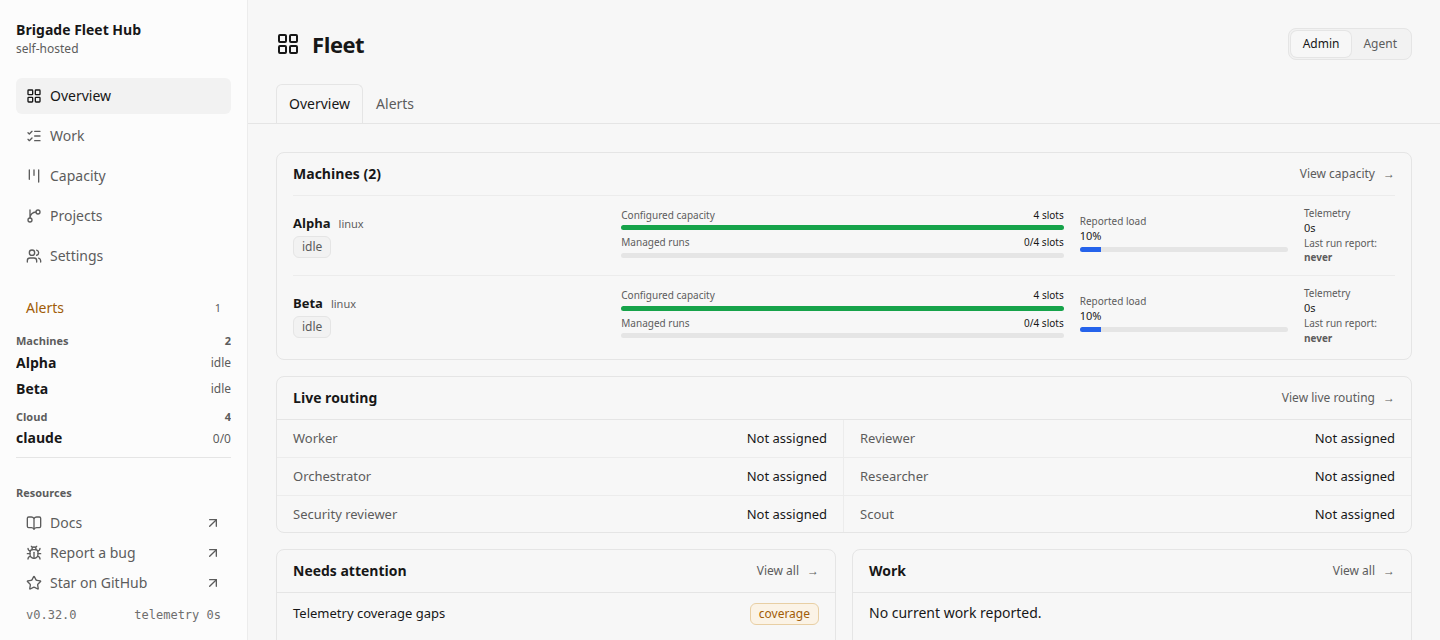 Brigade Fleet Hub
self-hosted
Overview
Work
Capacity
Projects
Settings
Alerts 1
Machines 2
Alpha idle
Beta idle
Cloud 4
claude 0/0
Resources
Docs
Report a bug
Star on GitHub
v0.32.0 telemetry 0s
Fleet
Admin Agent
Overview Alerts
Machines (2) View capacity →
Alpha linux
idle
Configured capacity 4 slots
Managed runs 0/4 slots
Reported load
10%
Telemetry
0s
Last run report:
never
Beta linux
idle
Configured capacity 4 slots
Managed runs 0/4 slots
Reported load
10%
Telemetry
0s
Last run report:
never
Live routing View live routing →
Worker Not assigned Reviewer Not assigned
Orchestrator Not assigned Researcher Not assigned
Security reviewer Not assigned Scout Not assigned
Needs attention View all →
Telemetry coverage gaps coverage
Work View all →
No current work reported.